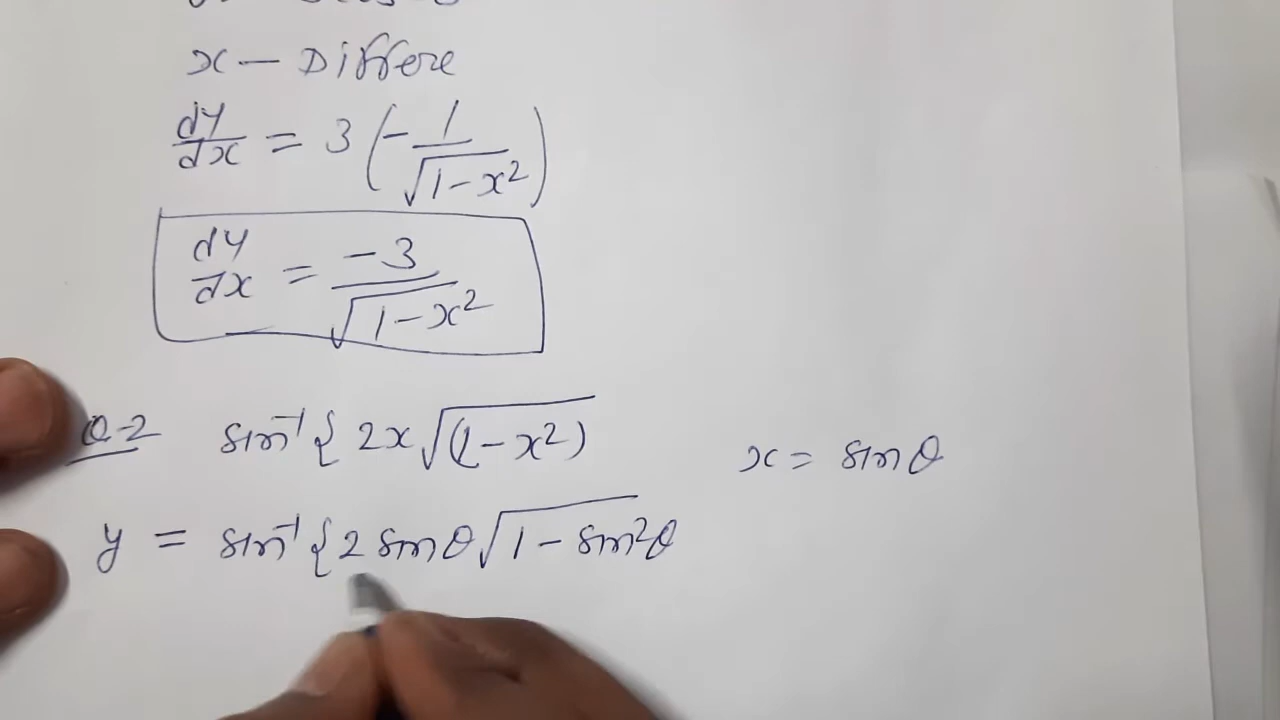 x — Differe
dy/dx = 3 (- 1/√1-x²)
dy/dx = -3/√1-x²
Q-2 sin⁻¹ { 2x √(1-x²) x = sinθ
y = sin⁻¹ { 2 sinθ √1 - sin²θ